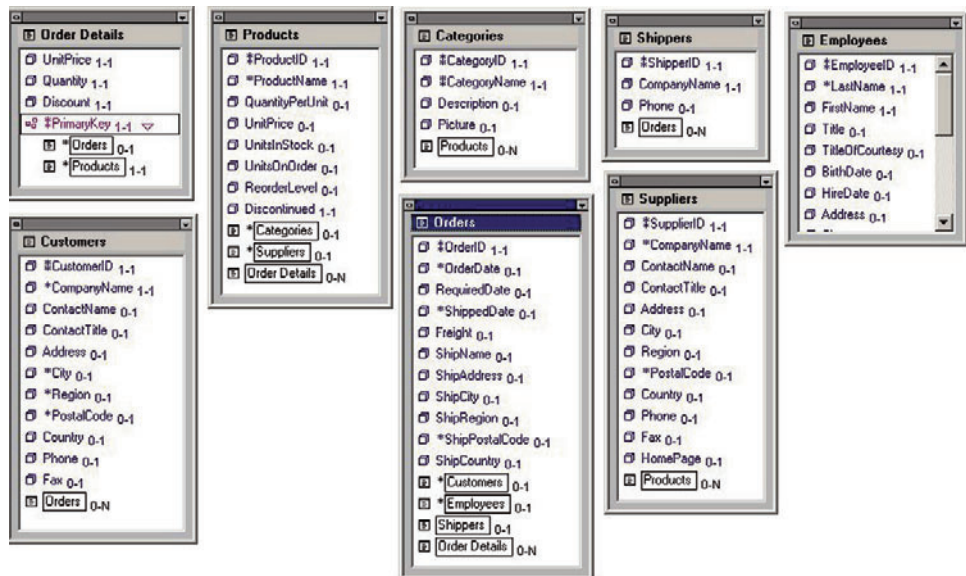 Order Details
UnitPrice 1-1
Quantity 1-1
Discount 1-1
‡PrimaryKey 1-1
*Orders 0-1
*Products 1-1
Products
‡ProductID 1-1
*ProductName 1-1
QuantityPerUnit 0-1
UnitPrice 0-1
UnitsInStock 0-1
UnitsOnOrder 0-1
ReorderLevel 0-1
Discontinued 1-1
*Categories 0-1
*Suppliers 0-1
Order Details 0-N
Categories
‡CategoryID 1-1
‡CategoryName 1-1
Description 0-1
Picture 0-1
Products 0-N
Shippers
‡ShipperID 1-1
CompanyName 1-1
Phone 0-1
Orders 0-N
Employees
‡EmployeeID 1-1
*LastName 1-1
FirstName 1-1
Title 0-1
TitleOfCourtesy 0-1
BirthDate 0-1
HireDate 0-1
Address 0-1
Customers
‡CustomerID 1-1
*CompanyName 1-1
ContactName 0-1
ContactTitle 0-1
Address 0-1
*City 0-1
*Region 0-1
*PostalCode 0-1
Country 0-1
Phone 0-1
Fax 0-1
Orders 0-N
Orders
‡OrderID 1-1
*OrderDate 0-1
RequiredDate 0-1
*ShippedDate 0-1
Freight 0-1
ShipName 0-1
ShipAddress 0-1
ShipCity 0-1
ShipRegion 0-1
*ShipPostalCode 0-1
ShipCountry 0-1
*Customers 0-1
*Employees 0-1
Shippers 0-1
Order Details 0-N
Suppliers
‡SupplierID 1-1
*CompanyName 1-1
ContactName 0-1
ContactTitle 0-1
Address 0-1
City 0-1
Region 0-1
*PostalCode 0-1
Country 0-1
Phone 0-1
Fax 0-1
HomePage 0-1
Products 0-N